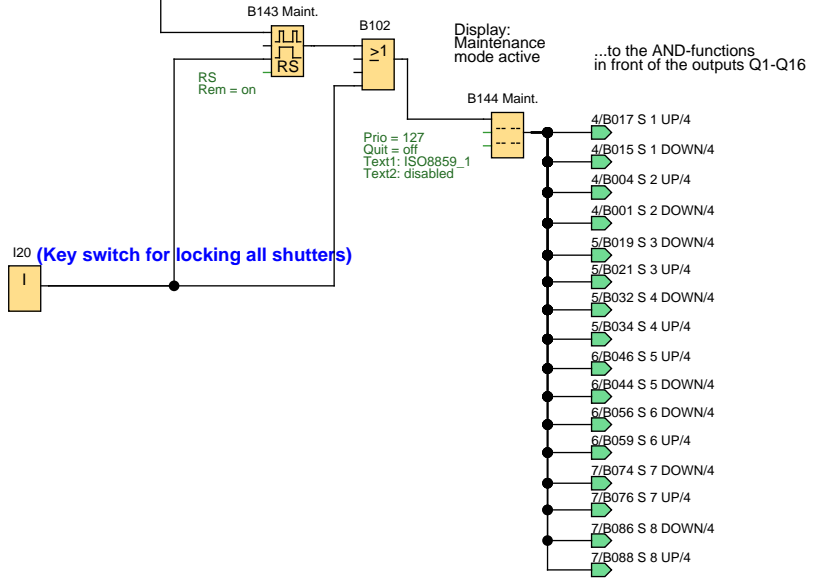 B143 Maint.
RS
RS
Rem = on
B102
≥1
Display:
Maintenance
mode active
...to the AND-functions
in front of the outputs Q1-Q16
B144 Maint.
Prio = 127
Quit = off
Text1: ISO8859_1
Text2: disabled
I20 (Key switch for locking all shutters)
I
4/B017 S 1 UP/4
4/B015 S 1 DOWN/4
4/B004 S 2 UP/4
4/B001 S 2 DOWN/4
5/B019 S 3 DOWN/4
5/B021 S 3 UP/4
5/B032 S 4 DOWN/4
5/B034 S 4 UP/4
6/B046 S 5 UP/4
6/B044 S 5 DOWN/4
6/B056 S 6 DOWN/4
6/B059 S 6 UP/4
7/B074 S 7 DOWN/4
7/B076 S 7 UP/4
7/B086 S 8 DOWN/4
7/B088 S 8 UP/4